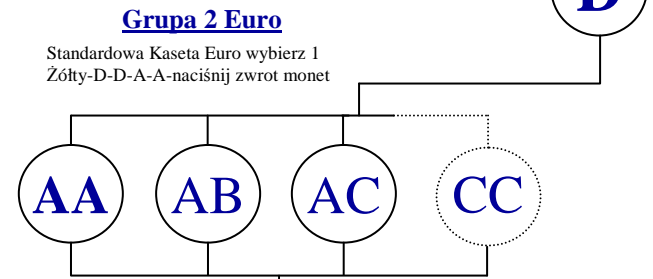 Grupa 2 Euro
D
Standardowa Kaseta Euro wybierz 1
Żółty-D-D-A-A-naciśnij zwrot monet
AA AB AC CC